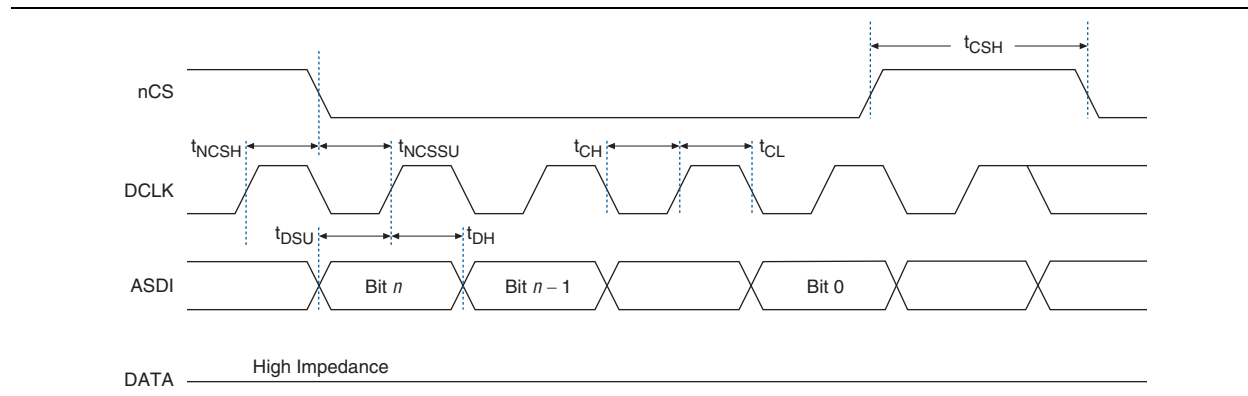 tCSH
nCS
tNCSH
tNCSSU
tCH
tCL
DCLK
tDSU
tDH
ASDI
Bit n
Bit n – 1
Bit 0
High Impedance
DATA